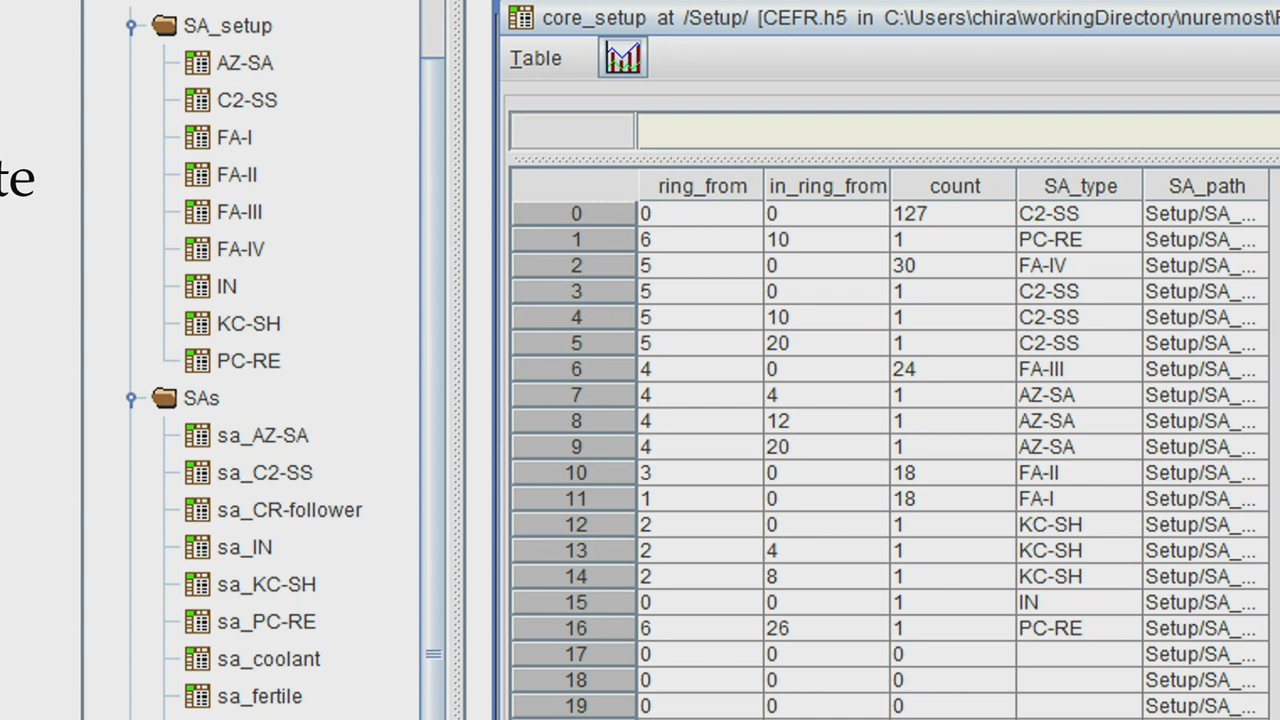 te
SA_setup
AZ-SA
C2-SS
FA-I
FA-II
FA-III
FA-IV
IN
KC-SH
PC-RE
SAs
sa_AZ-SA
sa_C2-SS
sa_CR-follower
sa_IN
sa_KC-SH
sa_PC-RE
sa_coolant
sa_fertile
core_setup at /Setup/ [CEFR.h5 in C:\Users\chira\workingDirectory\nuremost\
Table
ring_from in_ring_from count SA_type SA_path
0 0 0 127 C2-SS Setup/SA_...
1 6 10 1 PC-RE Setup/SA_...
2 5 0 30 FA-IV Setup/SA_...
3 5 0 1 C2-SS Setup/SA_...
4 5 10 1 C2-SS Setup/SA_...
5 5 20 1 C2-SS Setup/SA_...
6 4 0 24 FA-III Setup/SA_...
7 4 4 1 AZ-SA Setup/SA_...
8 4 12 1 AZ-SA Setup/SA_...
9 4 20 1 AZ-SA Setup/SA_...
10 3 0 18 FA-II Setup/SA_...
11 1 0 18 FA-I Setup/SA_...
12 2 0 1 KC-SH Setup/SA_...
13 2 4 1 KC-SH Setup/SA_...
14 2 8 1 KC-SH Setup/SA_...
15 0 0 1 IN Setup/SA_...
16 6 26 1 PC-RE Setup/SA_...
17 0 0 0 Setup/SA_...
18 0 0 0 Setup/SA_...
19 0 0 0 Setup/SA_...